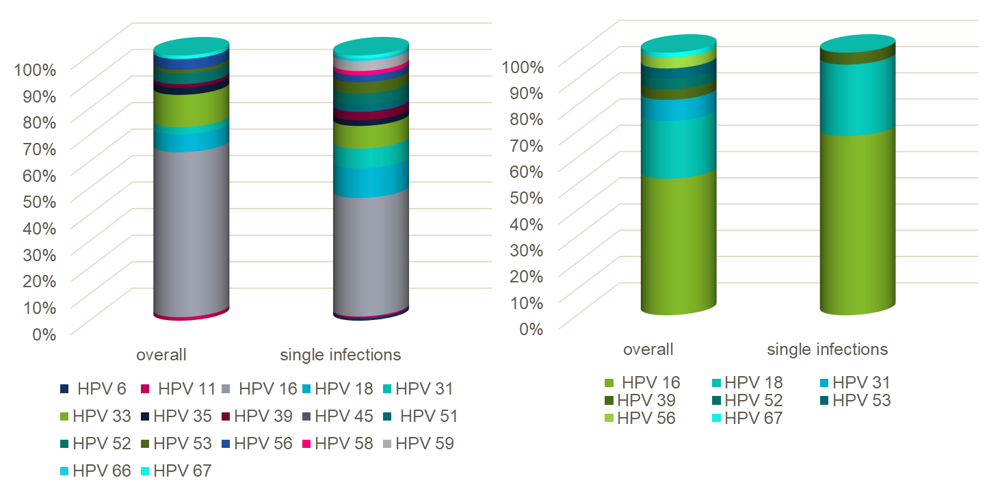 100%
90%
80%
70%
60%
50%
40%
30%
20%
10%
0%
overall single infections
HPV 6 HPV 11 HPV 16 HPV 18 HPV 31
HPV 33 HPV 35 HPV 39 HPV 45 HPV 51
HPV 52 HPV 53 HPV 56 HPV 58 HPV 59
HPV 66 HPV 67
100%
90%
80%
70%
60%
50%
40%
30%
20%
10%
0%
overall single infections
HPV 16 HPV 18 HPV 31
HPV 39 HPV 52 HPV 53
HPV 56 HPV 67